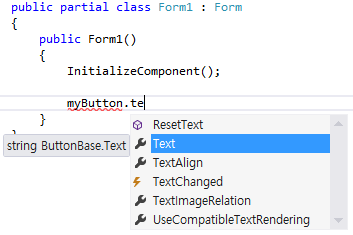 public partial class Form1 : Form
{
public Form1()
{
InitializeComponent();
myButton.te
}
}
ResetText
string ButtonBase.Text
Text
TextAlign
TextChanged
TextImageRelation
UseCompatibleTextRendering